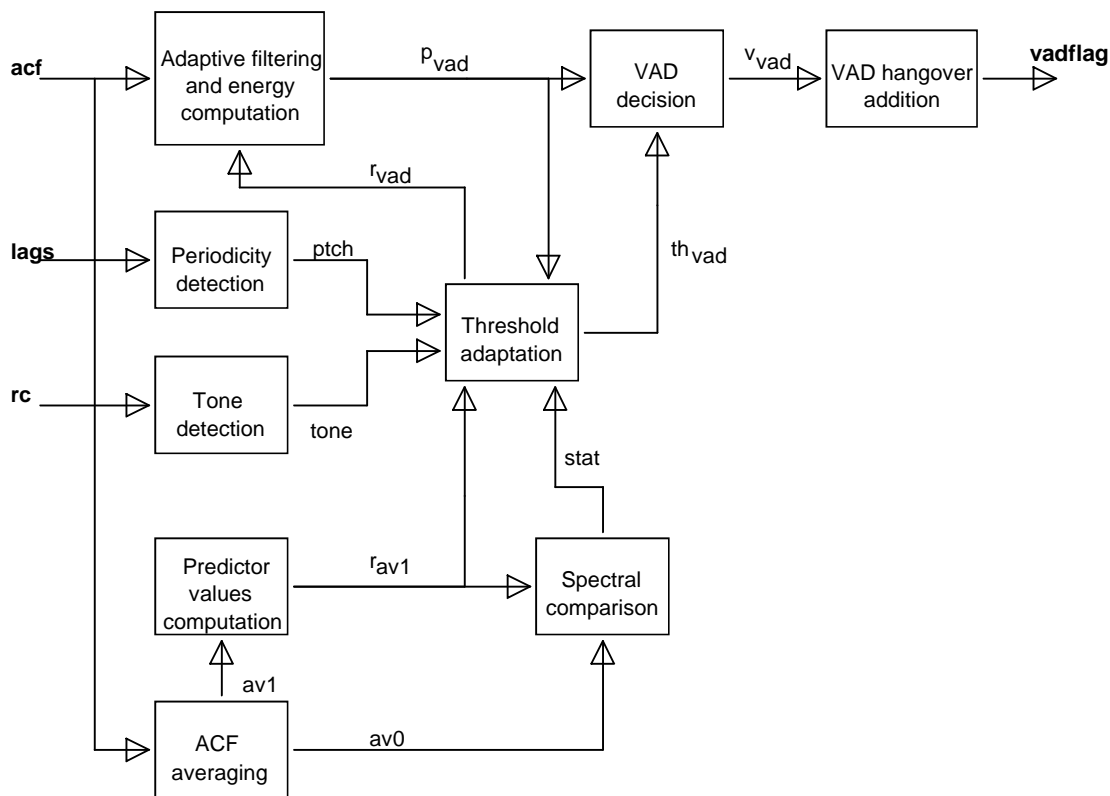 acf
Adaptive filtering
and energy
computation
pvad
VAD
decision
vvad
VAD hangover
addition
vadflag
rvad
lags
Periodicity
detection
ptch
thvad
Threshold
adaptation
rc
Tone
detection
tone
stat
Predictor
values
computation
rav1
Spectral
comparison
av1
ACF
averaging
av0